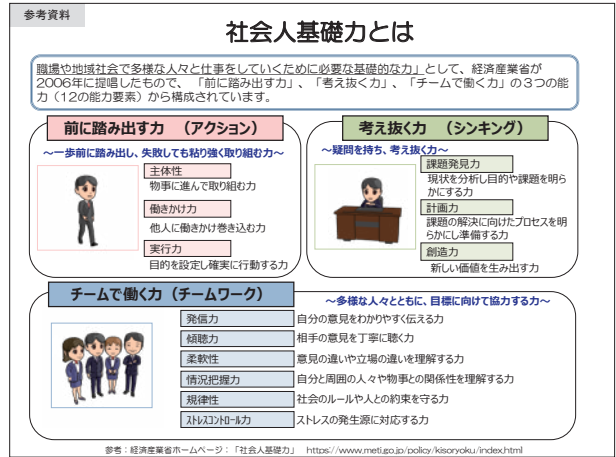 参考資料
社会人基礎力とは
職場や地域社会で多様な人々と仕事をしていくために必要な基礎的な力」として、経済産業省が
2006年に提唱したもので、「前に踏み出す力」、「考え抜く力」、「チームで働く力」の3つの能
力（12の能力要素）から構成されています。
前に踏み出す力　（アクション）
～一歩前に踏み出し、失敗しても粘り強く取り組む力～
主体性
物事に進んで取り組む力
働きかけ力
他人に働きかけ巻き込む力
実行力
目的を設定し確実に行動する力
考え抜く力　（シンキング）
～疑問を持ち、考え抜く力～
課題発見力
現状を分析し目的や課題を明ら
かにする力
計画力
課題の解決に向けたプロセスを明
らかにし準備する力
創造力
新しい価値を生み出す力
チームで働く力（チームワーク）
～多様な人々とともに、目標に向けて協力する力～
発信力　自分の意見をわかりやすく伝える力
傾聴力　相手の意見を丁寧に聴く力
柔軟性　意見の違いや立場の違いを理解する力
情況把握力　自分と周囲の人々や物事との関係性を理解する力
規律性　社会のルールや人との約束を守る力
ストレスコントロール力　ストレスの発生源に対応する力
参考：経済産業省ホームページ：「社会人基礎力」　https://www.meti.go.jp/policy/kisoryoku/index.html